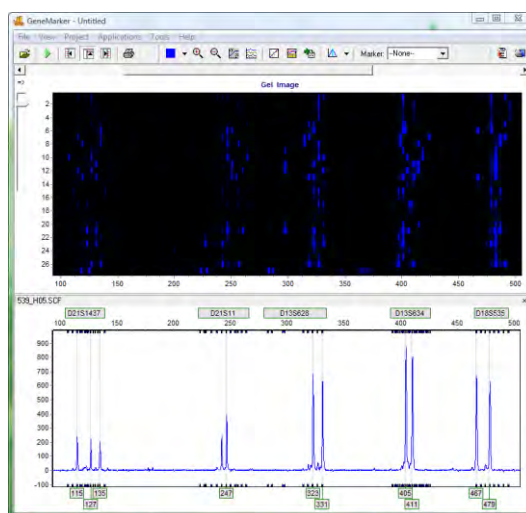 GeneMarker - Untitled
File View Project Applications Tools Help
Marker: --None--
Gel Image
2
4
6
8
10
12
14
16
18
20
22
24
26
100 150 200 250 300 350 400 450 500
539_H05.SCF
D21S1437 D21S11 D13S628 D13S634 D18S535
100 150 200 250 300 350 400 450 500
900
800
700
600
500
400
300
200
100
0
-100
115 135 247 323 405 467
127 331 411 479